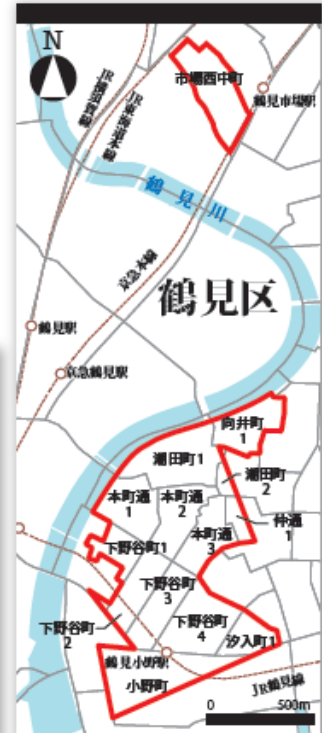 N
市場西中町
鶴見市場駅
JR横須賀線
JR東海道本線
鶴見川
京急本線
鶴見区
鶴見駅
京急鶴見駅
向井町
1
潮田町1
潮田町
2
本町通
1
本町通
2
仲通
1
本町通
3
下野谷町1
下野谷町
3
下野谷町
4
下野谷町
2
汐入町1
鶴見小野駅
小野町
JR鶴見線
0 500m